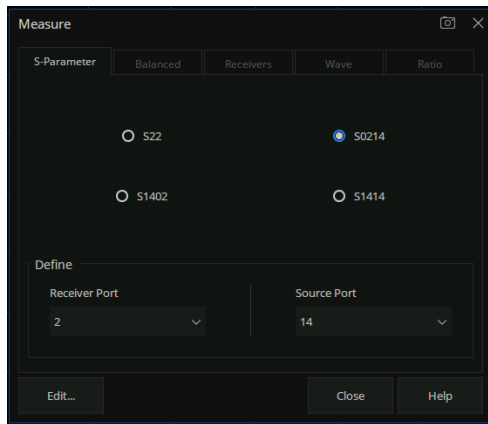 Measure
S-Parameter Balanced Receivers Wave Ratio
S22 S0214
S1402 S1414
Define
Receiver Port Source Port
2 14
Edit... Close Help